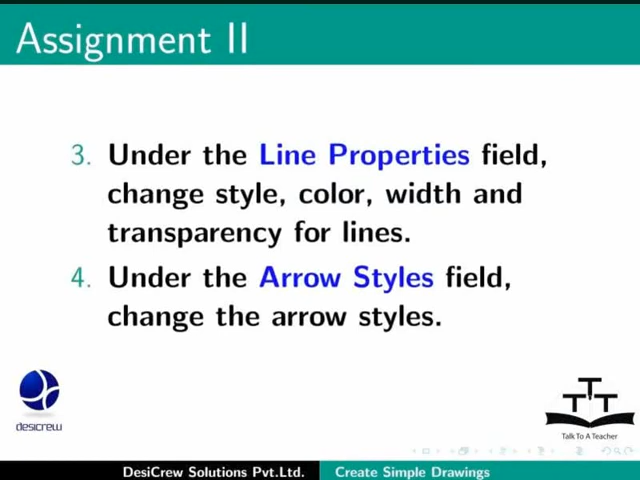 Assignment II
3. Under the Line Properties field,
change style, color, width and
transparency for lines.
4. Under the Arrow Styles field,
change the arrow styles.
desicrew
T
T T
Talk To A Teacher
DesiCrew Solutions Pvt.Ltd. Create Simple Drawings